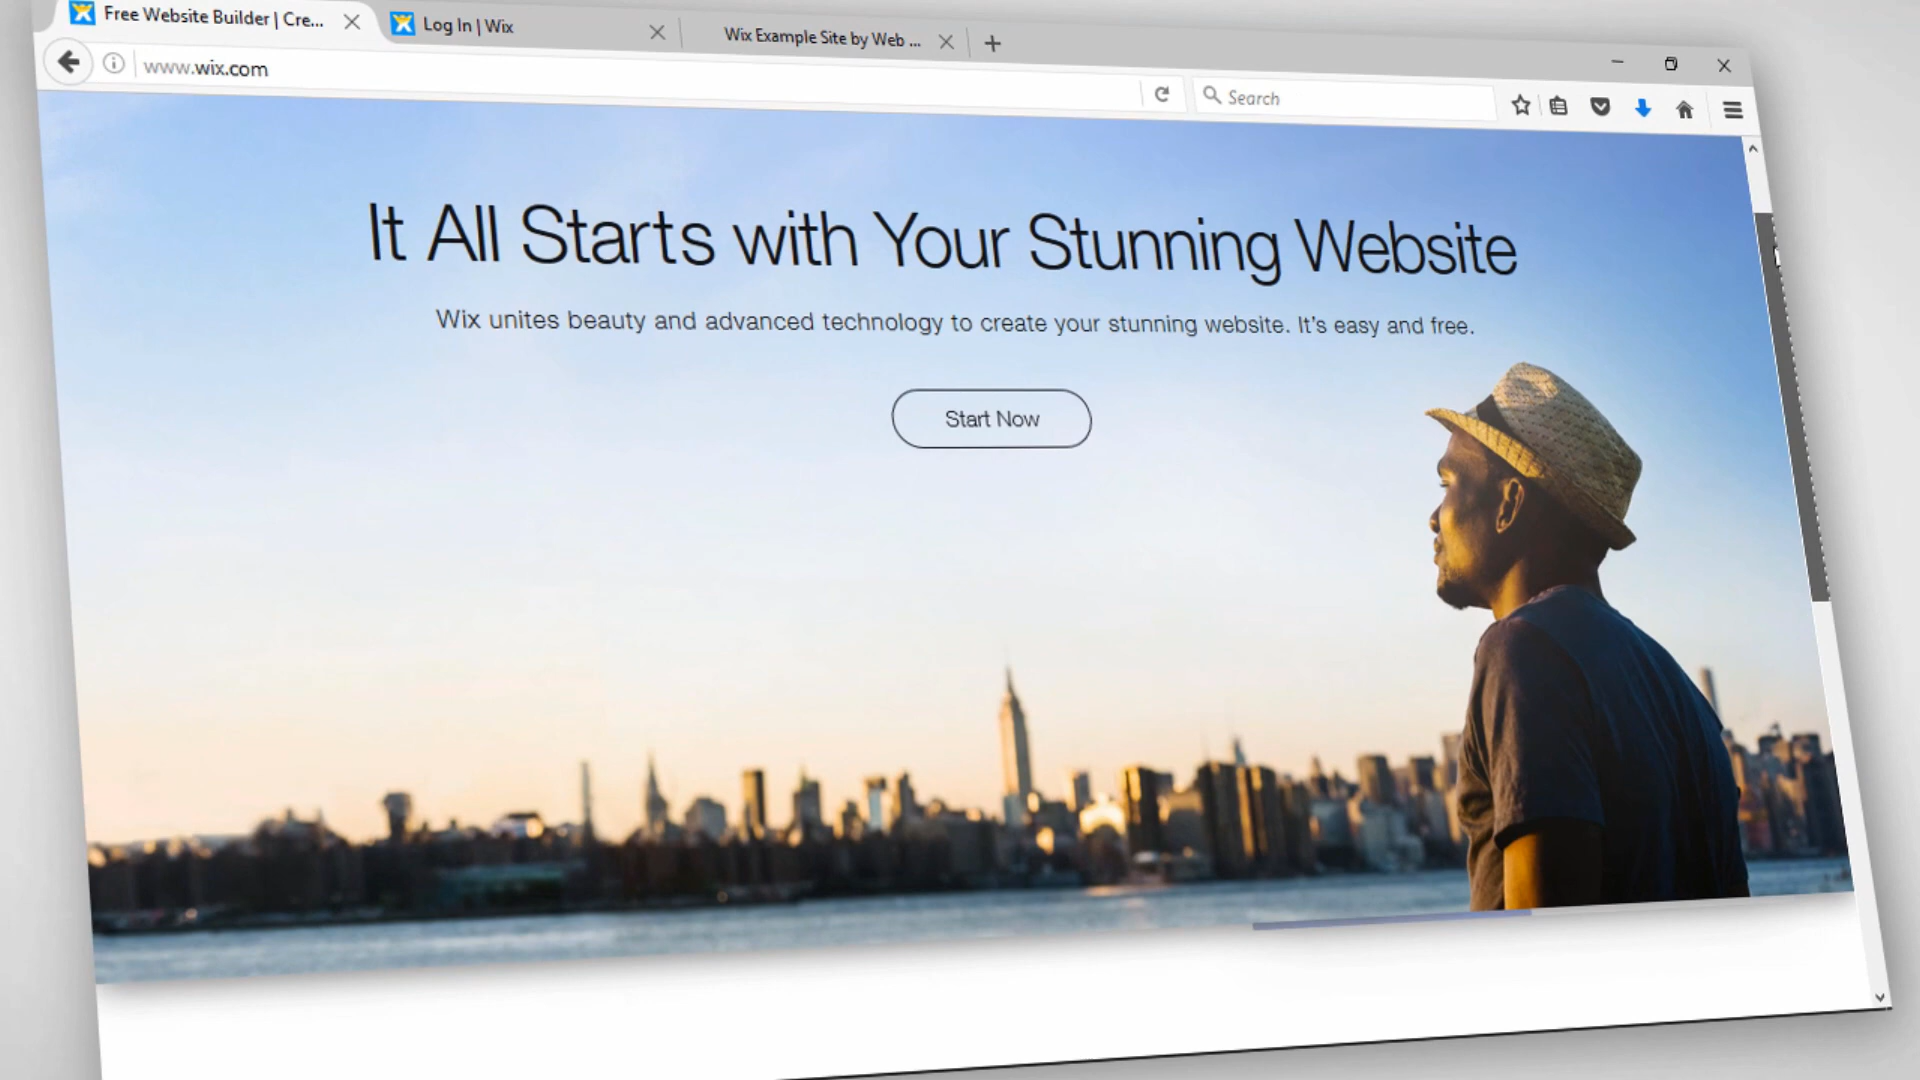 Free Website Builder | Cre...
Log In | Wix
Wix Example Site by Web ...
www.wix.com
Search
It All Starts with Your Stunning Website
Wix unites beauty and advanced technology to create your stunning website. It's easy and free.
Start Now